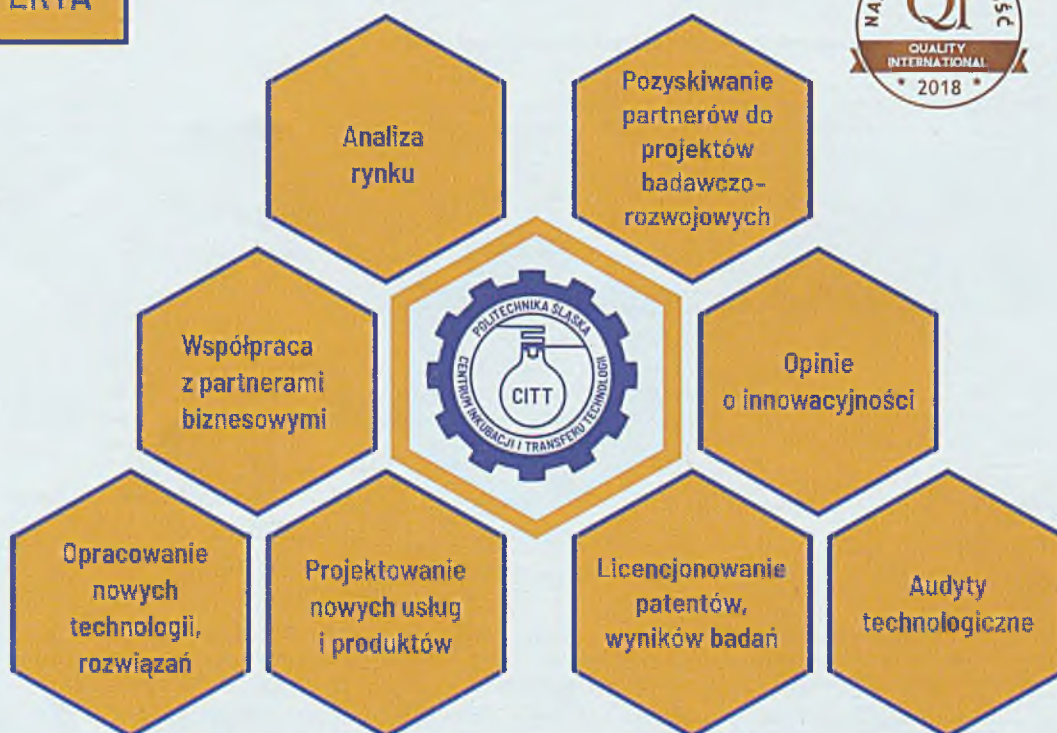 QI
QUALITY
INTERNATIONAL
* 2018 *
Analiza
rynku
Pozyskiwanie
partnerów do
projektów
badawczo-
rozwojowych
Współpraca
z partnerami
biznesowymi
POLITECHNIKA ŚLĄSKA
CENTRUM INKUBACJI I TRANSFERU TECHNOLOGII
CITT
Opinie
o innowacyjności
Opracowanie
nowych
technologii,
rozwiązań
Projektowanie
nowych usług
i produktów
Licencjonowanie
patentów,
wyników badań
Audyty
technologiczne